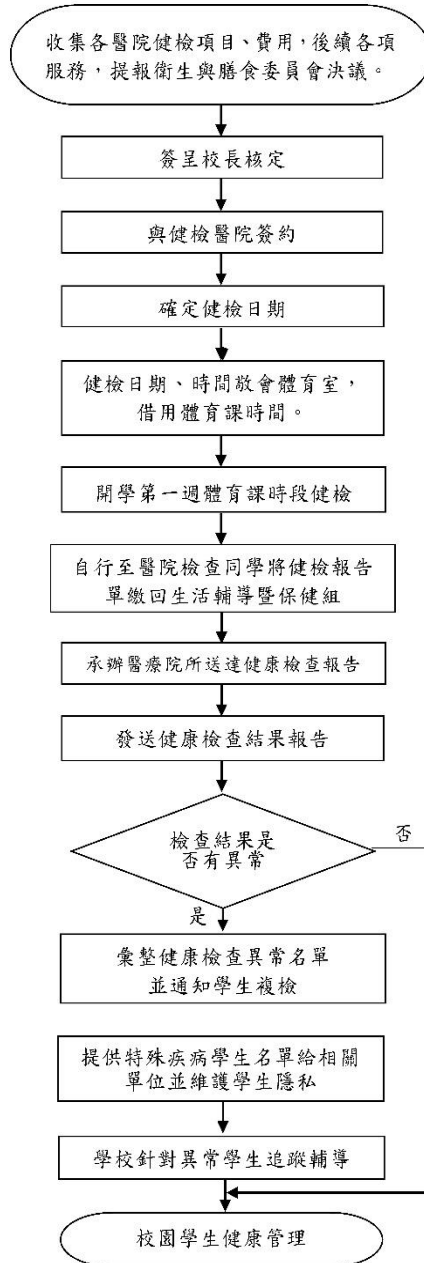 收集各醫院健檢項目、費用,後續各項
服務,提報衛生與膳食委員會決議。
簽呈校長核定
與健檢醫院簽約
確定健檢日期
健檢日期、時間敬會體育室,
借用體育課時間。
開學第一週體育課時段健檢
自行至醫院檢查同學將健檢報告
單繳回生活輔導暨保健組
承辦醫療院所送達健康檢查報告
發送健康檢查結果報告
檢查結果是
否有異常
否
是
彙整健康檢查異常名單
並通知學生複檢
提供特殊疾病學生名單給相關
單位並維護學生隱私
學校針對異常學生追蹤輔導
校園學生健康管理